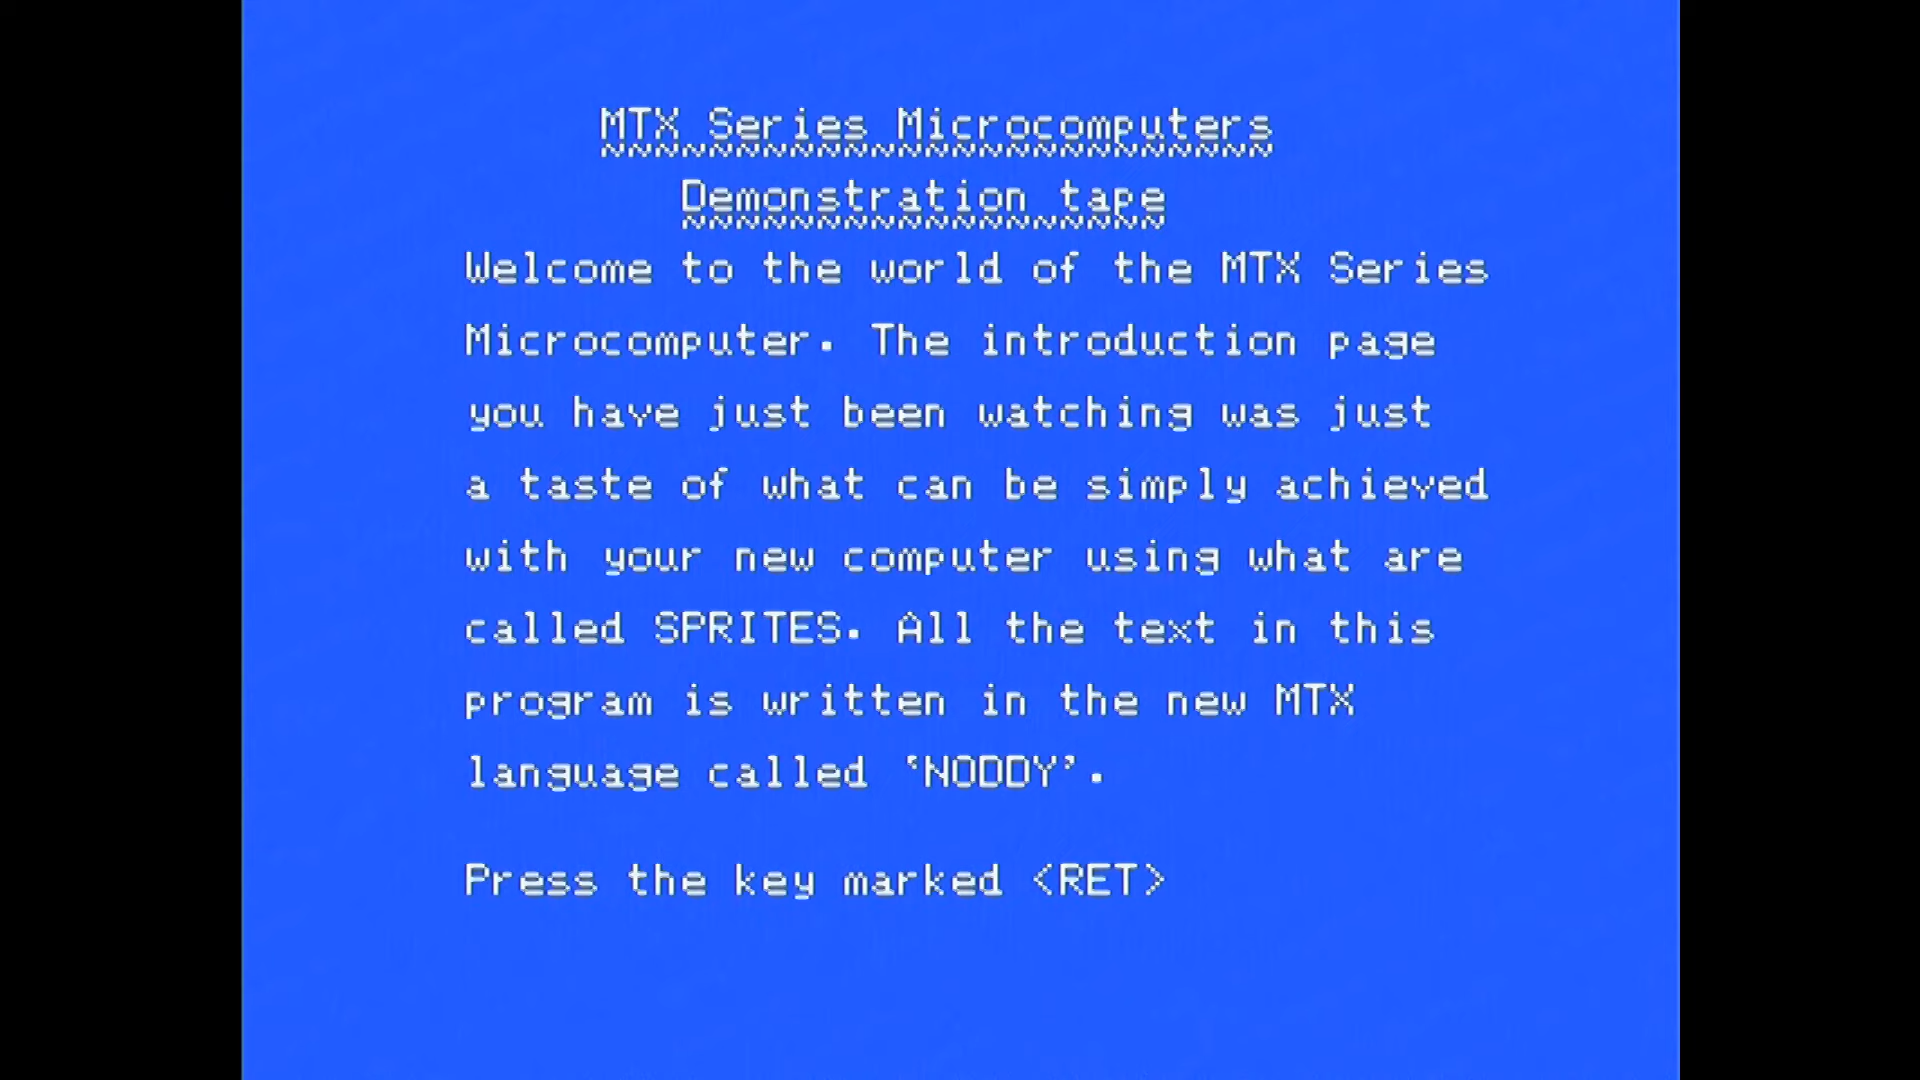 MTX Series Microcomputers
Demonstration tape
Welcome to the world of the MTX Series
Microcomputer. The introduction page
you have just been watching was just
a taste of what can be simply achieved
with your new computer using what are
called SPRITES. All the text in this
program is written in the new MTX
language called ‘NODDY’.
Press the key marked <RET>